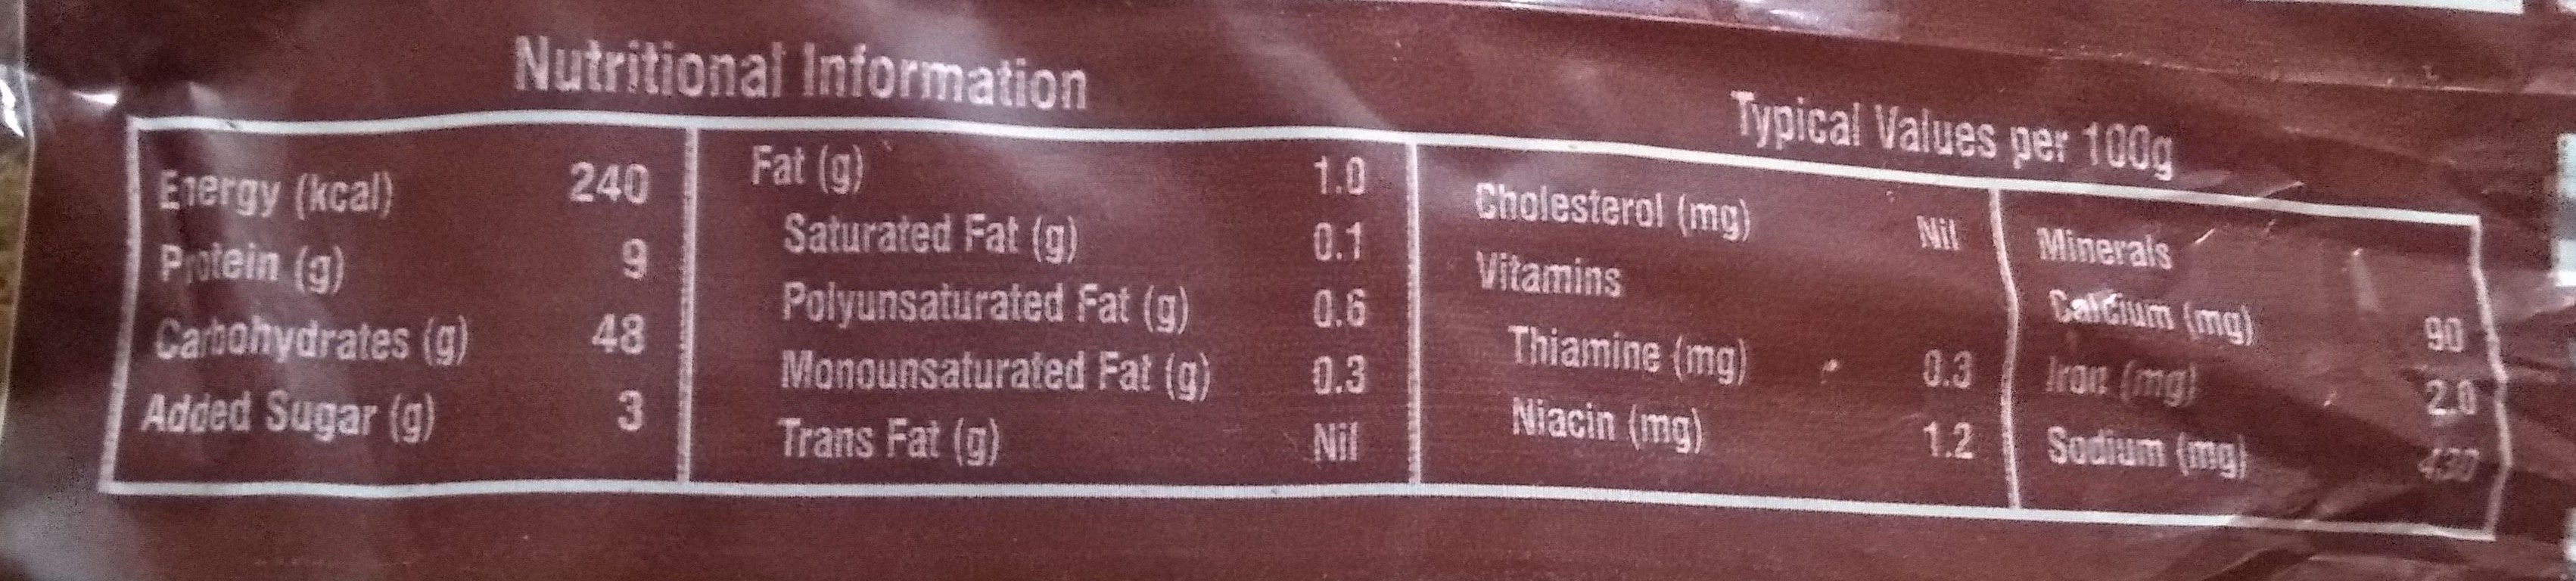 Nutritional Information
Typical Values per 100g
Energy (kcal) 240
Protein (g) 9
Carbohydrates (g) 48
Added Sugar (g) 3
Fat (g) 1.0
Saturated Fat (g) 0.1
Polyunsaturated Fat (g) 0.6
Monounsaturated Fat (g) 0.3
Trans Fat (g) Nil
Cholesterol (mg) Nil
Vitamins
Thiamine (mg) 0.3
Niacin (mg) 1.2
Minerals
Calcium (mg) 90
Iron (mg) 2.0
Sodium (mg) 430